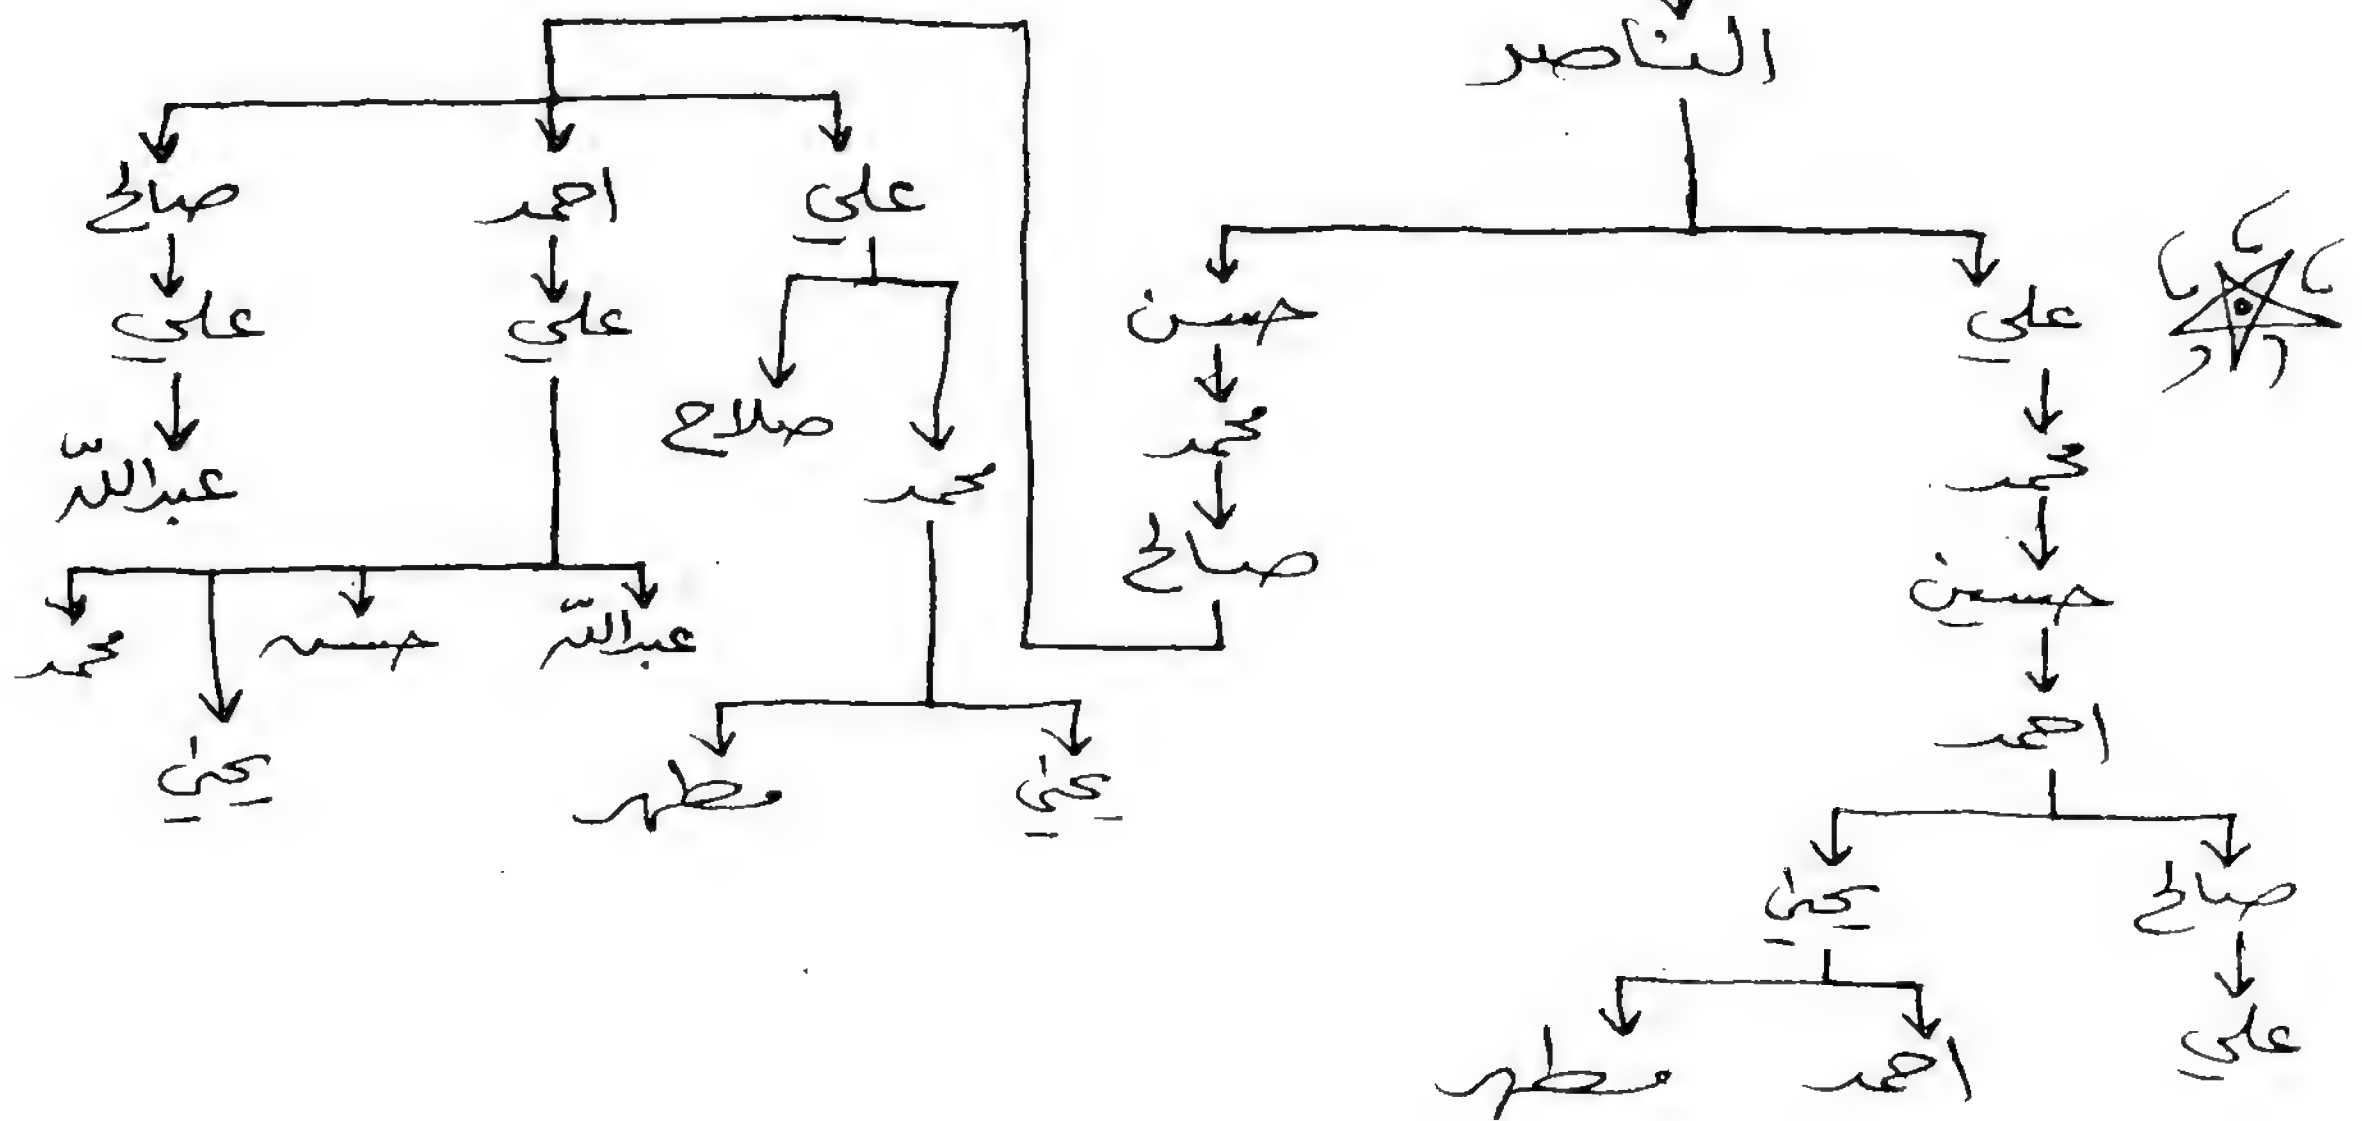 الناصر
علي
حسن
علي
احمد
صالح
محمد
محمد
علي
علي
حسين
صالح
محمد
صلاح
عبدالله
احمد
عبدالله
حسن
محمد
صالح
يحيى
يحيى
مطهر
يحيى
علي
احمد
مطهر